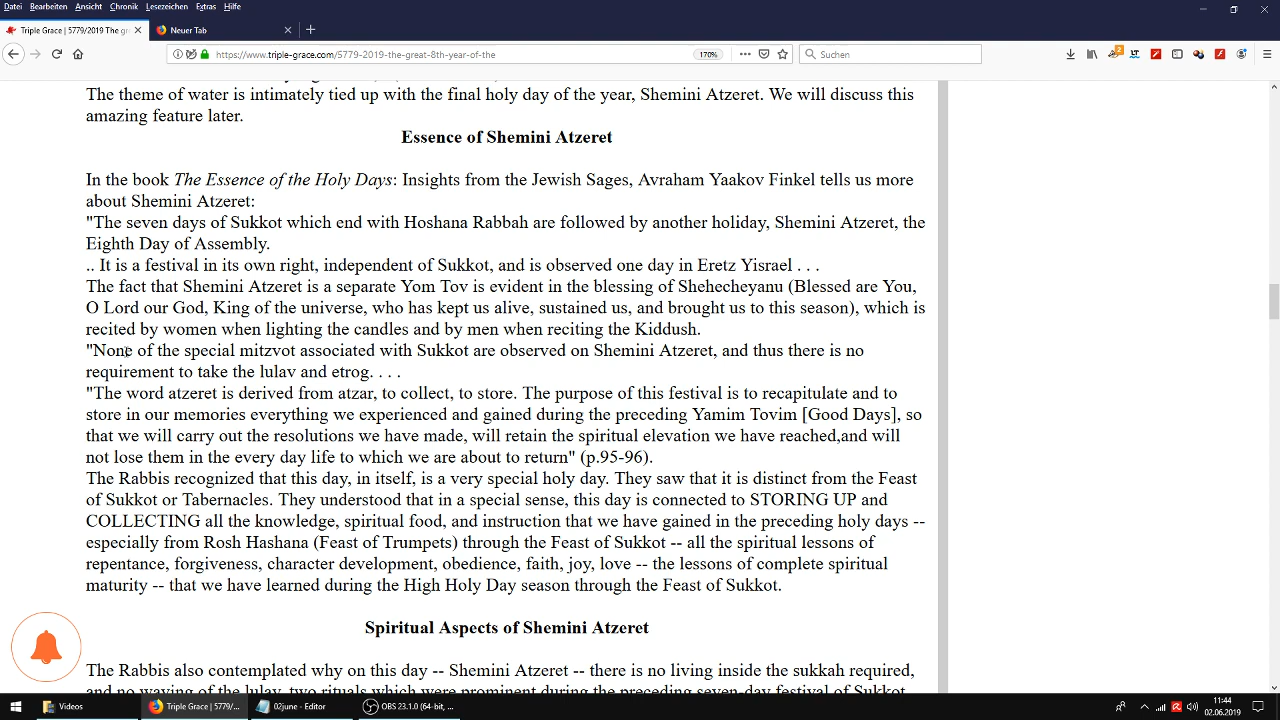 Datei Bearbeiten Ansicht Chronik Lesezeichen Extras Hilfe
Triple Grace | 5779/2019 The gr
Neuer Tab
https://www.triple-grace.com/5779-2019-the-great-8th-year-of-the
170%
Suchen
2
The theme of water is intimately tied up with the final holy day of the year, Shemini Atzeret. We will discuss this
amazing feature later.
Essence of Shemini Atzeret
In the book The Essence of the Holy Days: Insights from the Jewish Sages, Avraham Yaakov Finkel tells us more
about Shemini Atzeret:
"The seven days of Sukkot which end with Hoshana Rabbah are followed by another holiday, Shemini Atzeret, the
Eighth Day of Assembly.
.. It is a festival in its own right, independent of Sukkot, and is observed one day in Eretz Yisrael . . .
The fact that Shemini Atzeret is a separate Yom Tov is evident in the blessing of Shehecheyanu (Blessed are You,
O Lord our God, King of the universe, who has kept us alive, sustained us, and brought us to this season), which is
recited by women when lighting the candles and by men when reciting the Kiddush.
"None of the special mitzvot associated with Sukkot are observed on Shemini Atzeret, and thus there is no
requirement to take the lulav and etrog. . . .
"The word atzeret is derived from atzar, to collect, to store. The purpose of this festival is to recapitulate and to
store in our memories everything we experienced and gained during the preceding Yamim Tovim [Good Days], so
that we will carry out the resolutions we have made, will retain the spiritual elevation we have reached,and will
not lose them in the every day life to which we are about to return" (p.95-96).
The Rabbis recognized that this day, in itself, is a very special holy day. They saw that it is distinct from the Feast
of Sukkot or Tabernacles. They understood that in a special sense, this day is connected to STORING UP and
COLLECTING all the knowledge, spiritual food, and instruction that we have gained in the preceding holy days --
especially from Rosh Hashana (Feast of Trumpets) through the Feast of Sukkot -- all the spiritual lessons of
repentance, forgiveness, character development, obedience, faith, joy, love -- the lessons of complete spiritual
maturity -- that we have learned during the High Holy Day season through the Feast of Sukkot.
Spiritual Aspects of Shemini Atzeret
The Rabbis also contemplated why on this day -- Shemini Atzeret -- there is no living inside the sukkah required,
and no waving of the lulav, two rituals which were prominent during the preceding seven-day festival of Sukkot
Videos
Triple Grace | 5779/...
02june - Editor
OBS 23.1.0 (64-bit, ...
11:44
02.06.2019